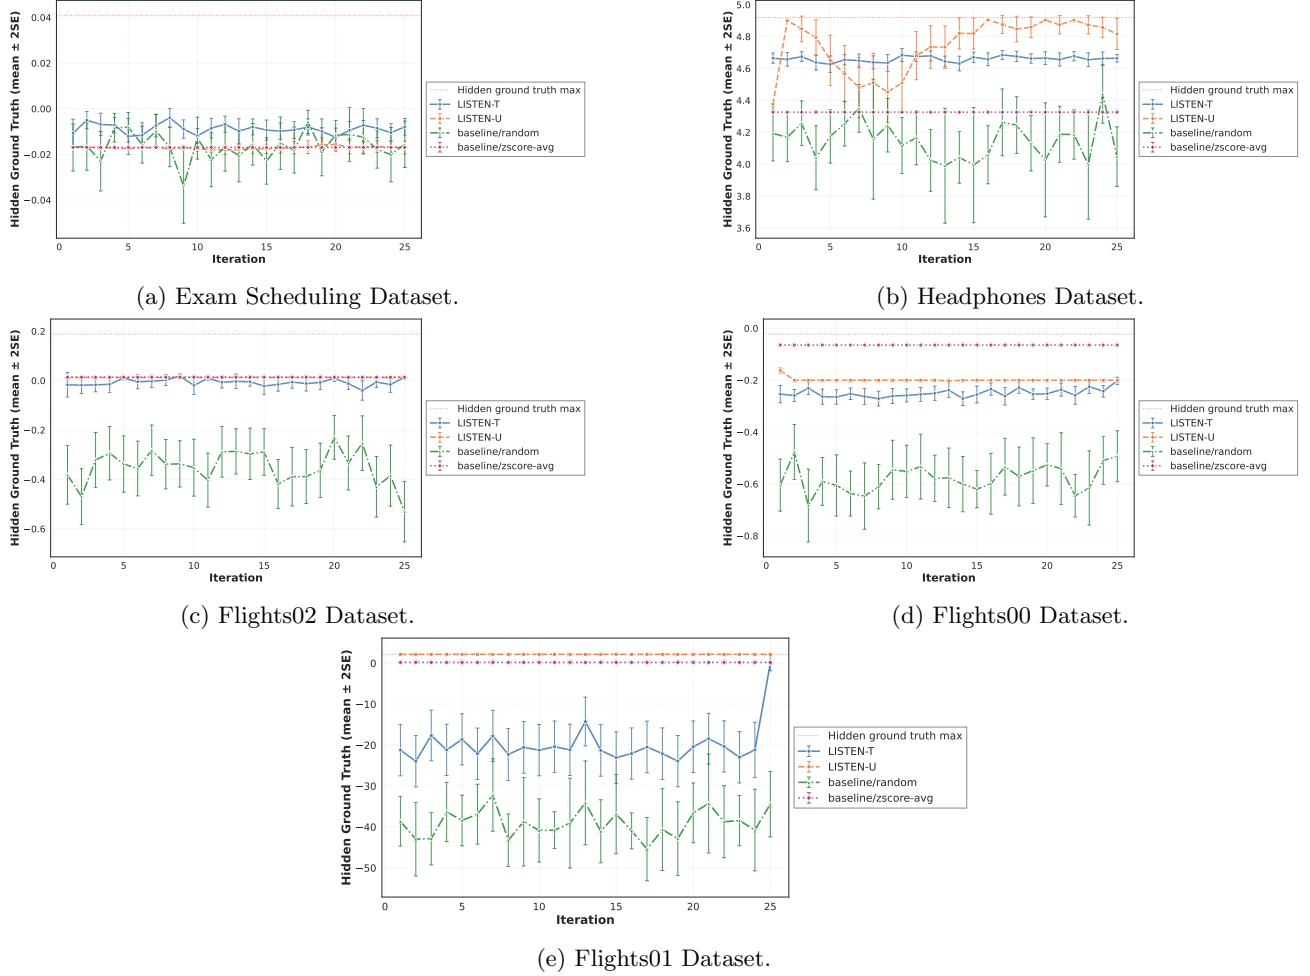 Hidden Ground Truth (mean ± 2SE)
0.04
0.02
0.00
−0.02
−0.04
0
5
10
15
20
25
Iteration
Hidden ground truth max
LISTEN-T
LISTEN-U
baseline/random
baseline/zscore-avg
(a) Exam Scheduling Dataset.
Hidden Ground Truth (mean ± 2SE)
5.0
4.8
4.6
4.4
4.2
4.0
3.8
3.6
0
5
10
15
20
25
Iteration
Hidden ground truth max
LISTEN-T
LISTEN-U
baseline/random
baseline/zscore-avg
(b) Headphones Dataset.
Hidden Ground Truth (mean ± 2SE)
0.2
0.0
−0.2
−0.4
−0.6
0
5
10
15
20
25
Iteration
Hidden ground truth max
LISTEN-T
LISTEN-U
baseline/random
baseline/zscore-avg
(c) Flights02 Dataset.
Hidden Ground Truth (mean ± 2SE)
0.0
−0.2
−0.4
−0.6
−0.8
0
5
10
15
20
25
Iteration
Hidden ground truth max
LISTEN-T
LISTEN-U
baseline/random
baseline/zscore-avg
(d) Flights00 Dataset.
Hidden Ground Truth (mean ± 2SE)
0
−10
−20
−30
−40
−50
0
5
10
15
20
25
Iteration
Hidden ground truth max
LISTEN-T
LISTEN-U
baseline/random
baseline/zscore-avg
(e) Flights01 Dataset.